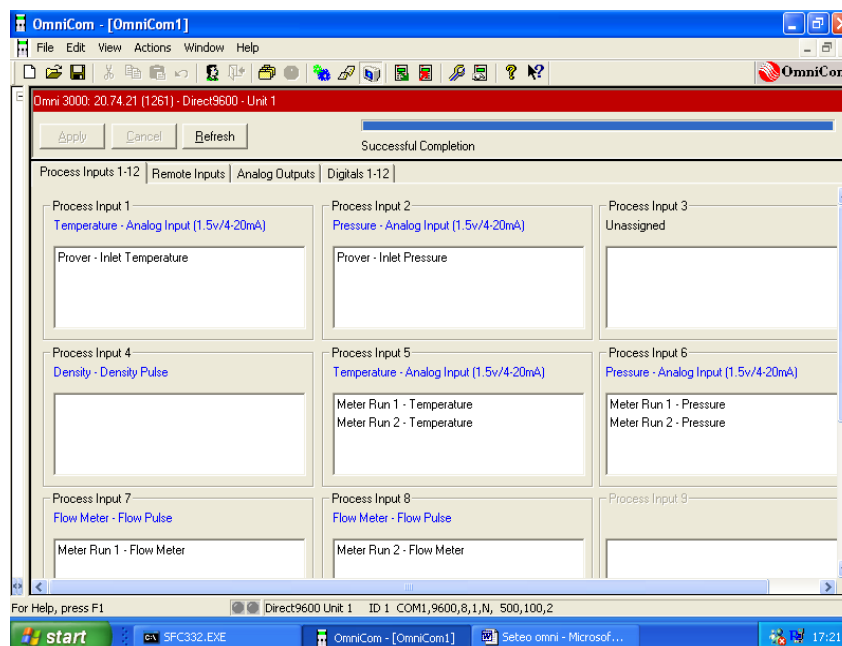 OmniCom - [OmniCom1]
File Edit View Actions Window Help
OmniCom
Omni 3000: 20.74.21 (1261) - Direct9600 - Unit 1
Apply Cancel Refresh
Successful Completion
Process Inputs 1-12 Remote Inputs Analog Outputs Digitals 1-12
Process Input 1 Process Input 2 Process Input 3
Temperature - Analog Input (1.5v/4-20mA) Pressure - Analog Input (1.5v/4-20mA) Unassigned
Prover - Inlet Temperature Prover - Inlet Pressure
Process Input 4 Process Input 5 Process Input 6
Density - Density Pulse Temperature - Analog Input (1.5v/4-20mA) Pressure - Analog Input (1.5v/4-20mA)
Meter Run 1 - Temperature Meter Run 1 - Pressure
Meter Run 2 - Temperature Meter Run 2 - Pressure
Process Input 7 Process Input 8 Process Input 9
Flow Meter - Flow Pulse Flow Meter - Flow Pulse
Meter Run 1 - Flow Meter Meter Run 2 - Flow Meter
For Help, press F1 Direct9600 Unit 1 ID 1 COM1,9600,8,1,N, 500,100,2
start SFC332.EXE OmniCom - [OmniCom1] Seteo omni - Microsof... 17:21